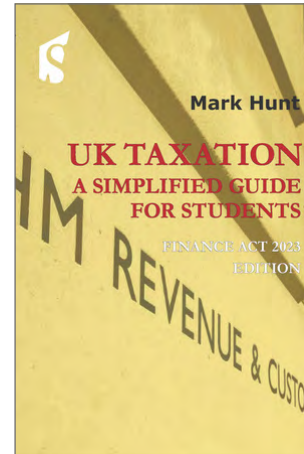 Mark Hunt
UK TAXATION
A SIMPLIFIED GUIDE
FOR STUDENTS
FINANCE ACT 2023
EDITION
HM REVENUE & CUSTO